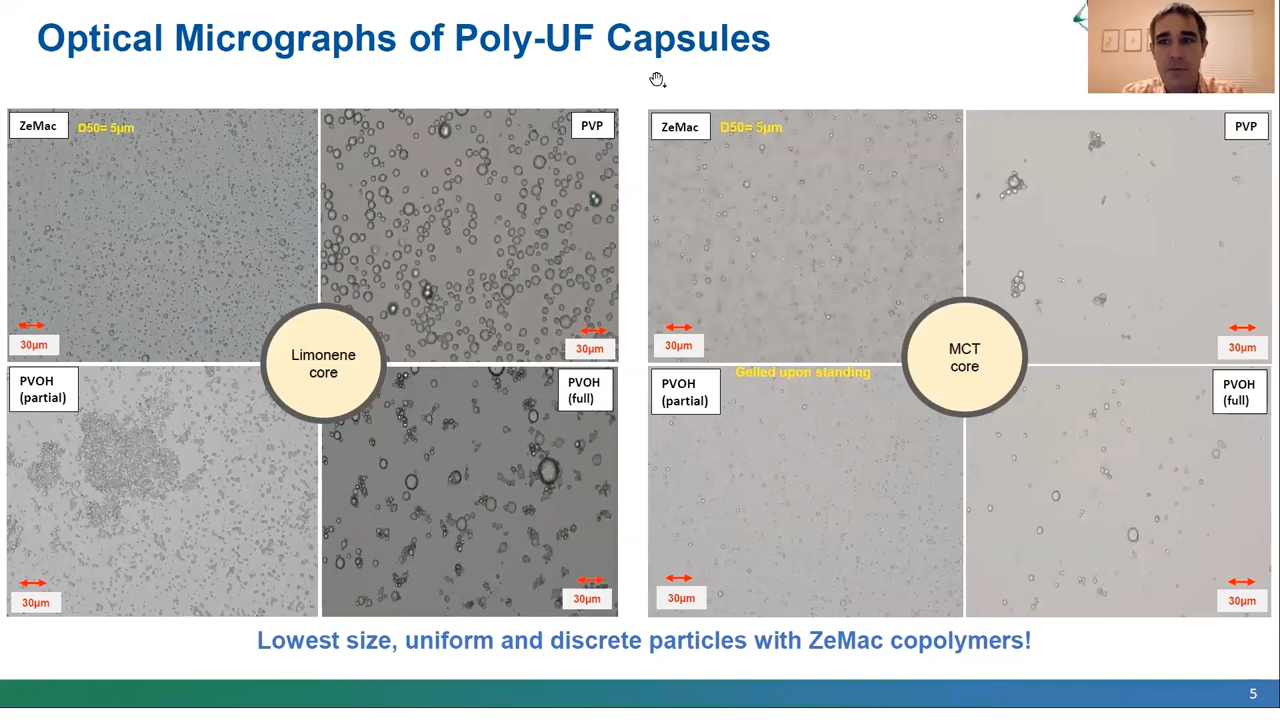 Optical Micrographs of Poly-UF Capsules
ZeMac
D50= 5µm
PVP
30µm
30µm
Limonene
core
PVOH
(partial)
PVOH
(full)
30µm
30µm
ZeMac
D50= 5µm
PVP
30µm
30µm
MCT
core
PVOH
(partial)
Gelled upon standing
PVOH
(full)
30µm
30µm
Lowest size, uniform and discrete particles with ZeMac copolymers!
5